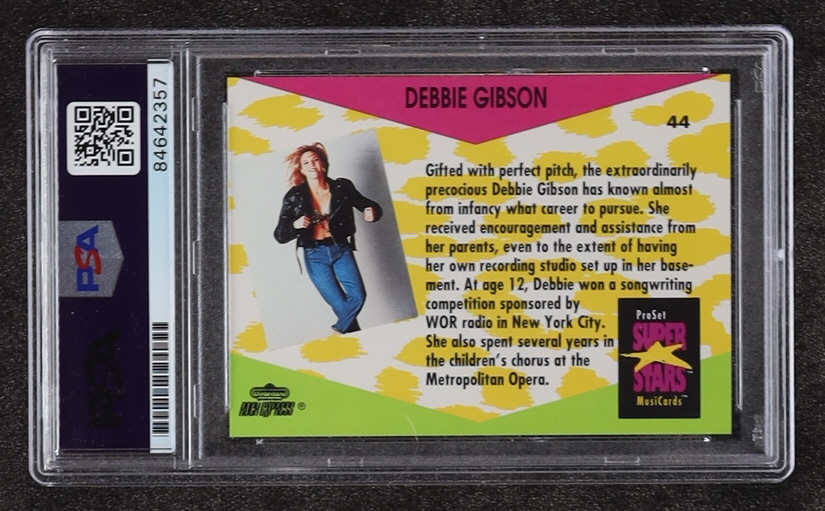 84642357
PSA
PSA
DEBBIE GIBSON
44
Gifted with perfect pitch, the extraordinarily
precocious Debbie Gibson has known almost
from infancy what career to pursue. She
received encouragement and assistance from
her parents, even to the extent of having
her own recording studio set up in her base-
ment. At age 12, Debbie won a songwriting
competition sponsored by
WOR radio in New York City.
She also spent several years in
the children's chorus at the
Metropolitan Opera.
ProSet
SUPER
STARS
MusiCards™
Winterland
®